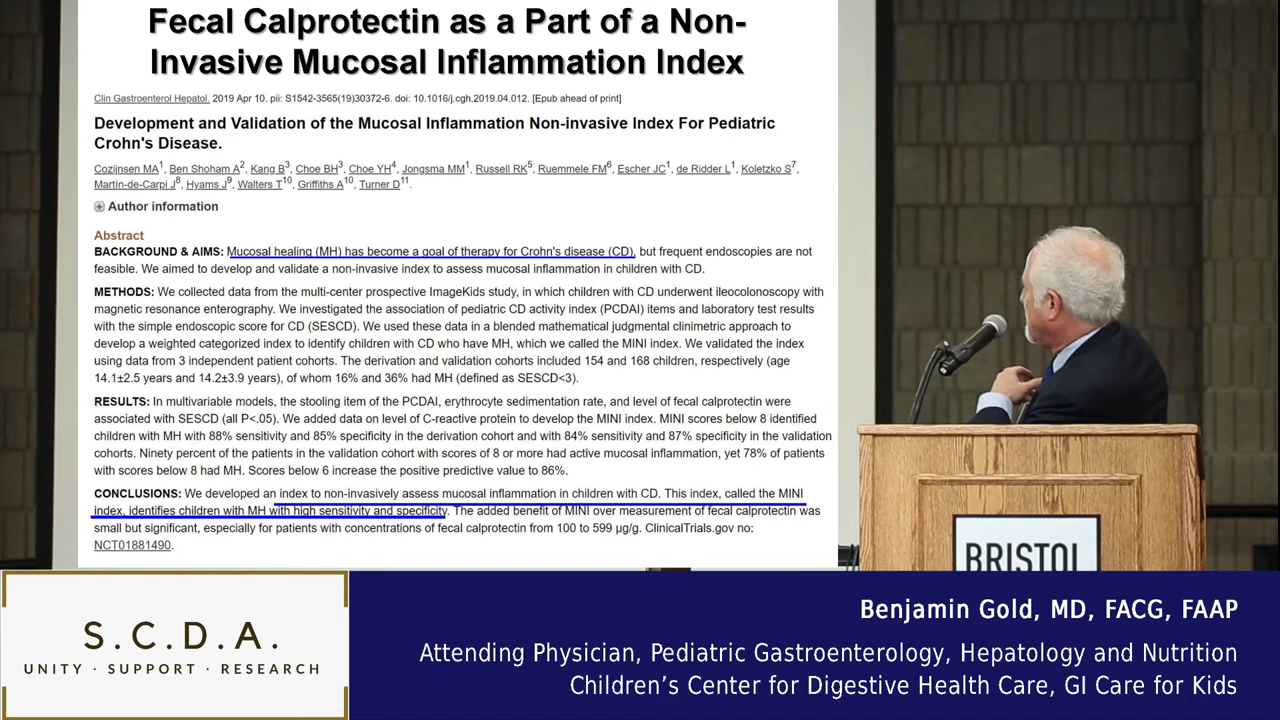 Fecal Calprotectin as a Part of a Non-
Invasive Mucosal Inflammation Index
Clin Gastroenterol Hepatol. 2019 Apr 10. pii: S1542-3565(19)30372-6. doi: 10.1016/j.cgh.2019.04.012. [Epub ahead of print]
Development and Validation of the Mucosal Inflammation Non-invasive Index For Pediatric
Crohn's Disease.
Cozijnsen MA1, Ben Shoham A2, Kang B3, Choe BH3, Choe YH4, Jongsma MM1, Russell RK5, Ruemmele FM6, Escher JC1, de Ridder L1, Koletzko S7,
Martín-de-Carpi J8, Hyams J9, Walters T10, Griffiths A10, Turner D11.
Author information
Abstract
BACKGROUND & AIMS: Mucosal healing (MH) has become a goal of therapy for Crohn's disease (CD), but frequent endoscopies are not
feasible. We aimed to develop and validate a non-invasive index to assess mucosal inflammation in children with CD.
METHODS: We collected data from the multi-center prospective ImageKids study, in which children with CD underwent ileocolonoscopy with
magnetic resonance enterography. We investigated the association of pediatric CD activity index (PCDAI) items and laboratory test results
with the simple endoscopic score for CD (SESCD). We used these data in a blended mathematical judgmental clinimetric approach to
develop a weighted categorized index to identify children with CD who have MH, which we called the MINI index. We validated the index
using data from 3 independent patient cohorts. The derivation and validation cohorts included 154 and 168 children, respectively (age
14.1±2.5 years and 14.2±3.9 years), of whom 16% and 36% had MH (defined as SESCD<3).
RESULTS: In multivariable models, the stooling item of the PCDAI, erythrocyte sedimentation rate, and level of fecal calprotectin were
associated with SESCD (all P<.05). We added data on level of C-reactive protein to develop the MINI index. MINI scores below 8 identified
children with MH with 88% sensitivity and 85% specificity in the derivation cohort and with 84% sensitivity and 87% specificity in the validation
cohorts. Ninety percent of the patients in the validation cohort with scores of 8 or more had active mucosal inflammation, yet 78% of patients
with scores below 8 had MH. Scores below 6 increase the positive predictive value to 86%.
CONCLUSIONS: We developed an index to non-invasively assess mucosal inflammation in children with CD. This index, called the MINI
index, identifies children with MH with high sensitivity and specificity. The added benefit of MINI over measurement of fecal calprotectin was
small but significant, especially for patients with concentrations of fecal calprotectin from 100 to 599 μg/g. ClinicalTrials.gov no:
NCT01881490.
BRISTOL
S.C.D.A.
UNITY · SUPPORT · RESEARCH
Benjamin Gold, MD, FACG, FAAP
Attending Physician, Pediatric Gastroenterology, Hepatology and Nutrition
Children's Center for Digestive Health Care, GI Care for Kids